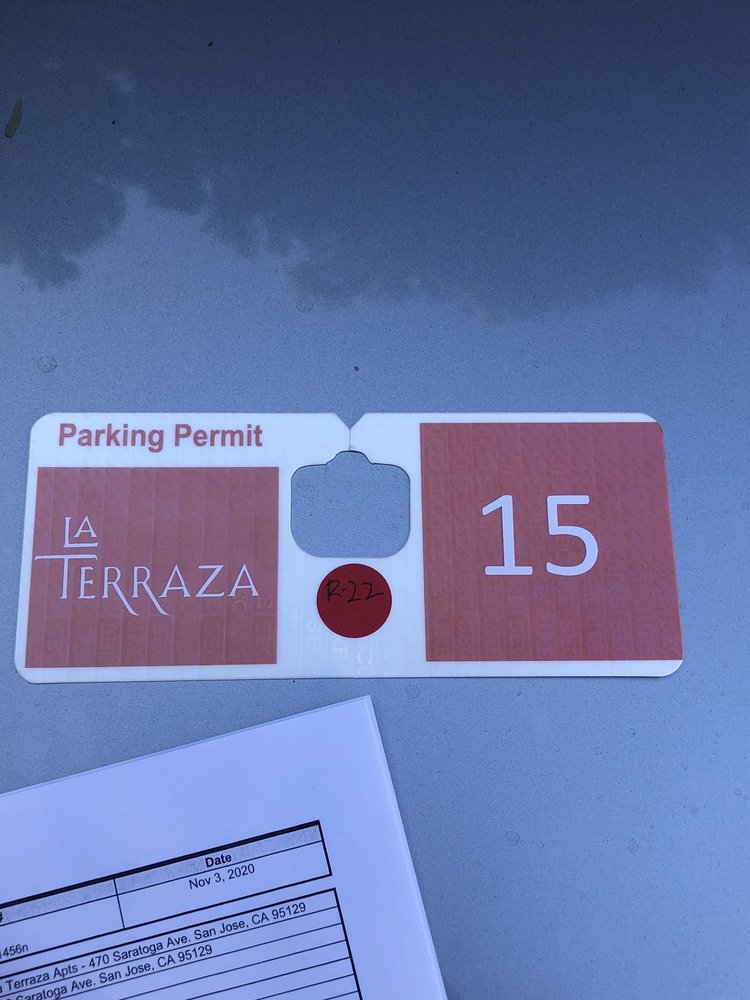 Parking Permit
LA
TERRAZA
R-22
15
#
Date
1456n
Nov 3, 2020
Terraza Apts - 470 Saratoga Ave. San Jose, CA 95129
Saratoga Ave. San Jose, CA 95129